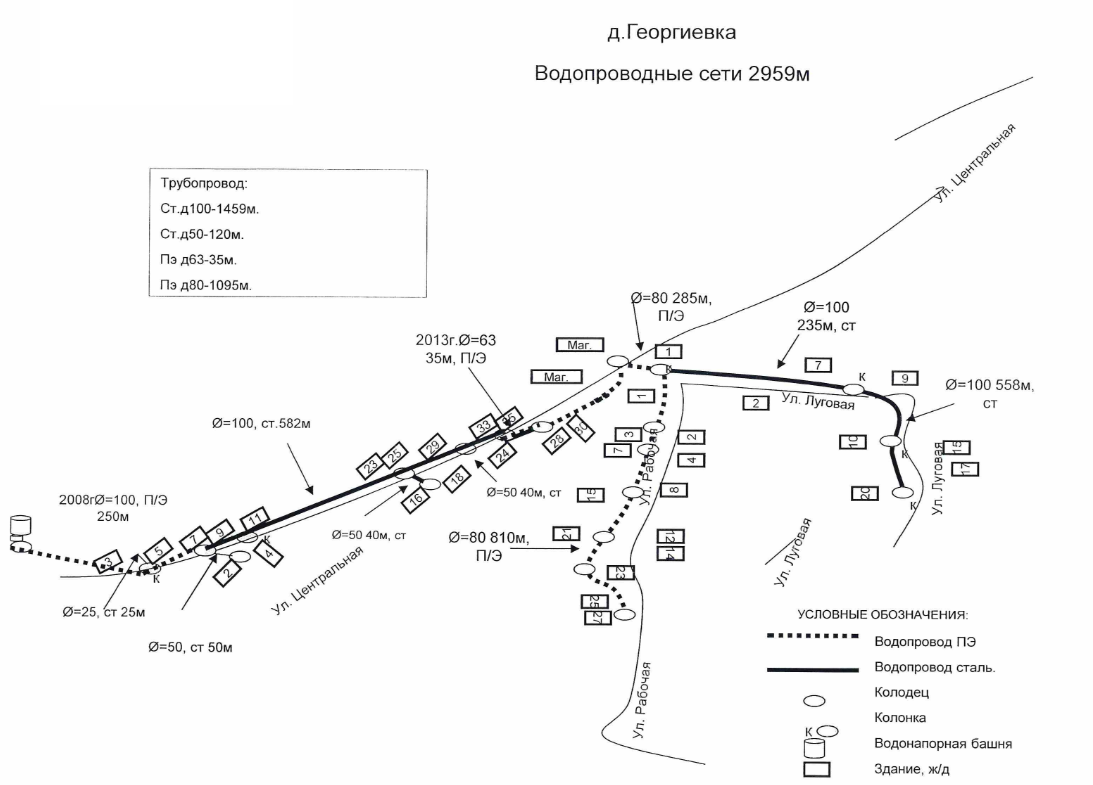 д.Георгиевка
Водопроводные сети 2959м
Ул. Центральная
Трубопровод:
Ст.д100-1459м.
Ст.д50-120м.
Пэ д63-35м.
Пэ д80-1095м.
Ø=80 285м,
П/Э
Ø=100
235м, ст
2013г.Ø=63
35м, П/Э
Маг.
Маг.
1
7
К
К
9
Ø=100 558м,
ст
1
2
Ул. Луговая
Ø=100, ст.582м
33
35
30
28
3
7
2
4
Ул. Рабочая
10
К
15
17
Ул. Луговая
23
25
29
24
18
16
Ø=50 40м, ст
15
8
20
К
2008гØ=100, П/Э
250м
Ø=50 40м, ст
3
5
7
9
11
К
4
2
К
Ø=80 810м,
П/Э
21
12
14
23
25
27
Ул. Луговая
Ул. Центральная
Ø=25, ст 25м
Ø=50, ст 50м
Ул. Рабочая
УСЛОВНЫЕ ОБОЗНАЧЕНИЯ:
Водопровод ПЭ
Водопровод сталь.
Колодец
Колонка
К
Водонапорная башня
Здание, ж/д